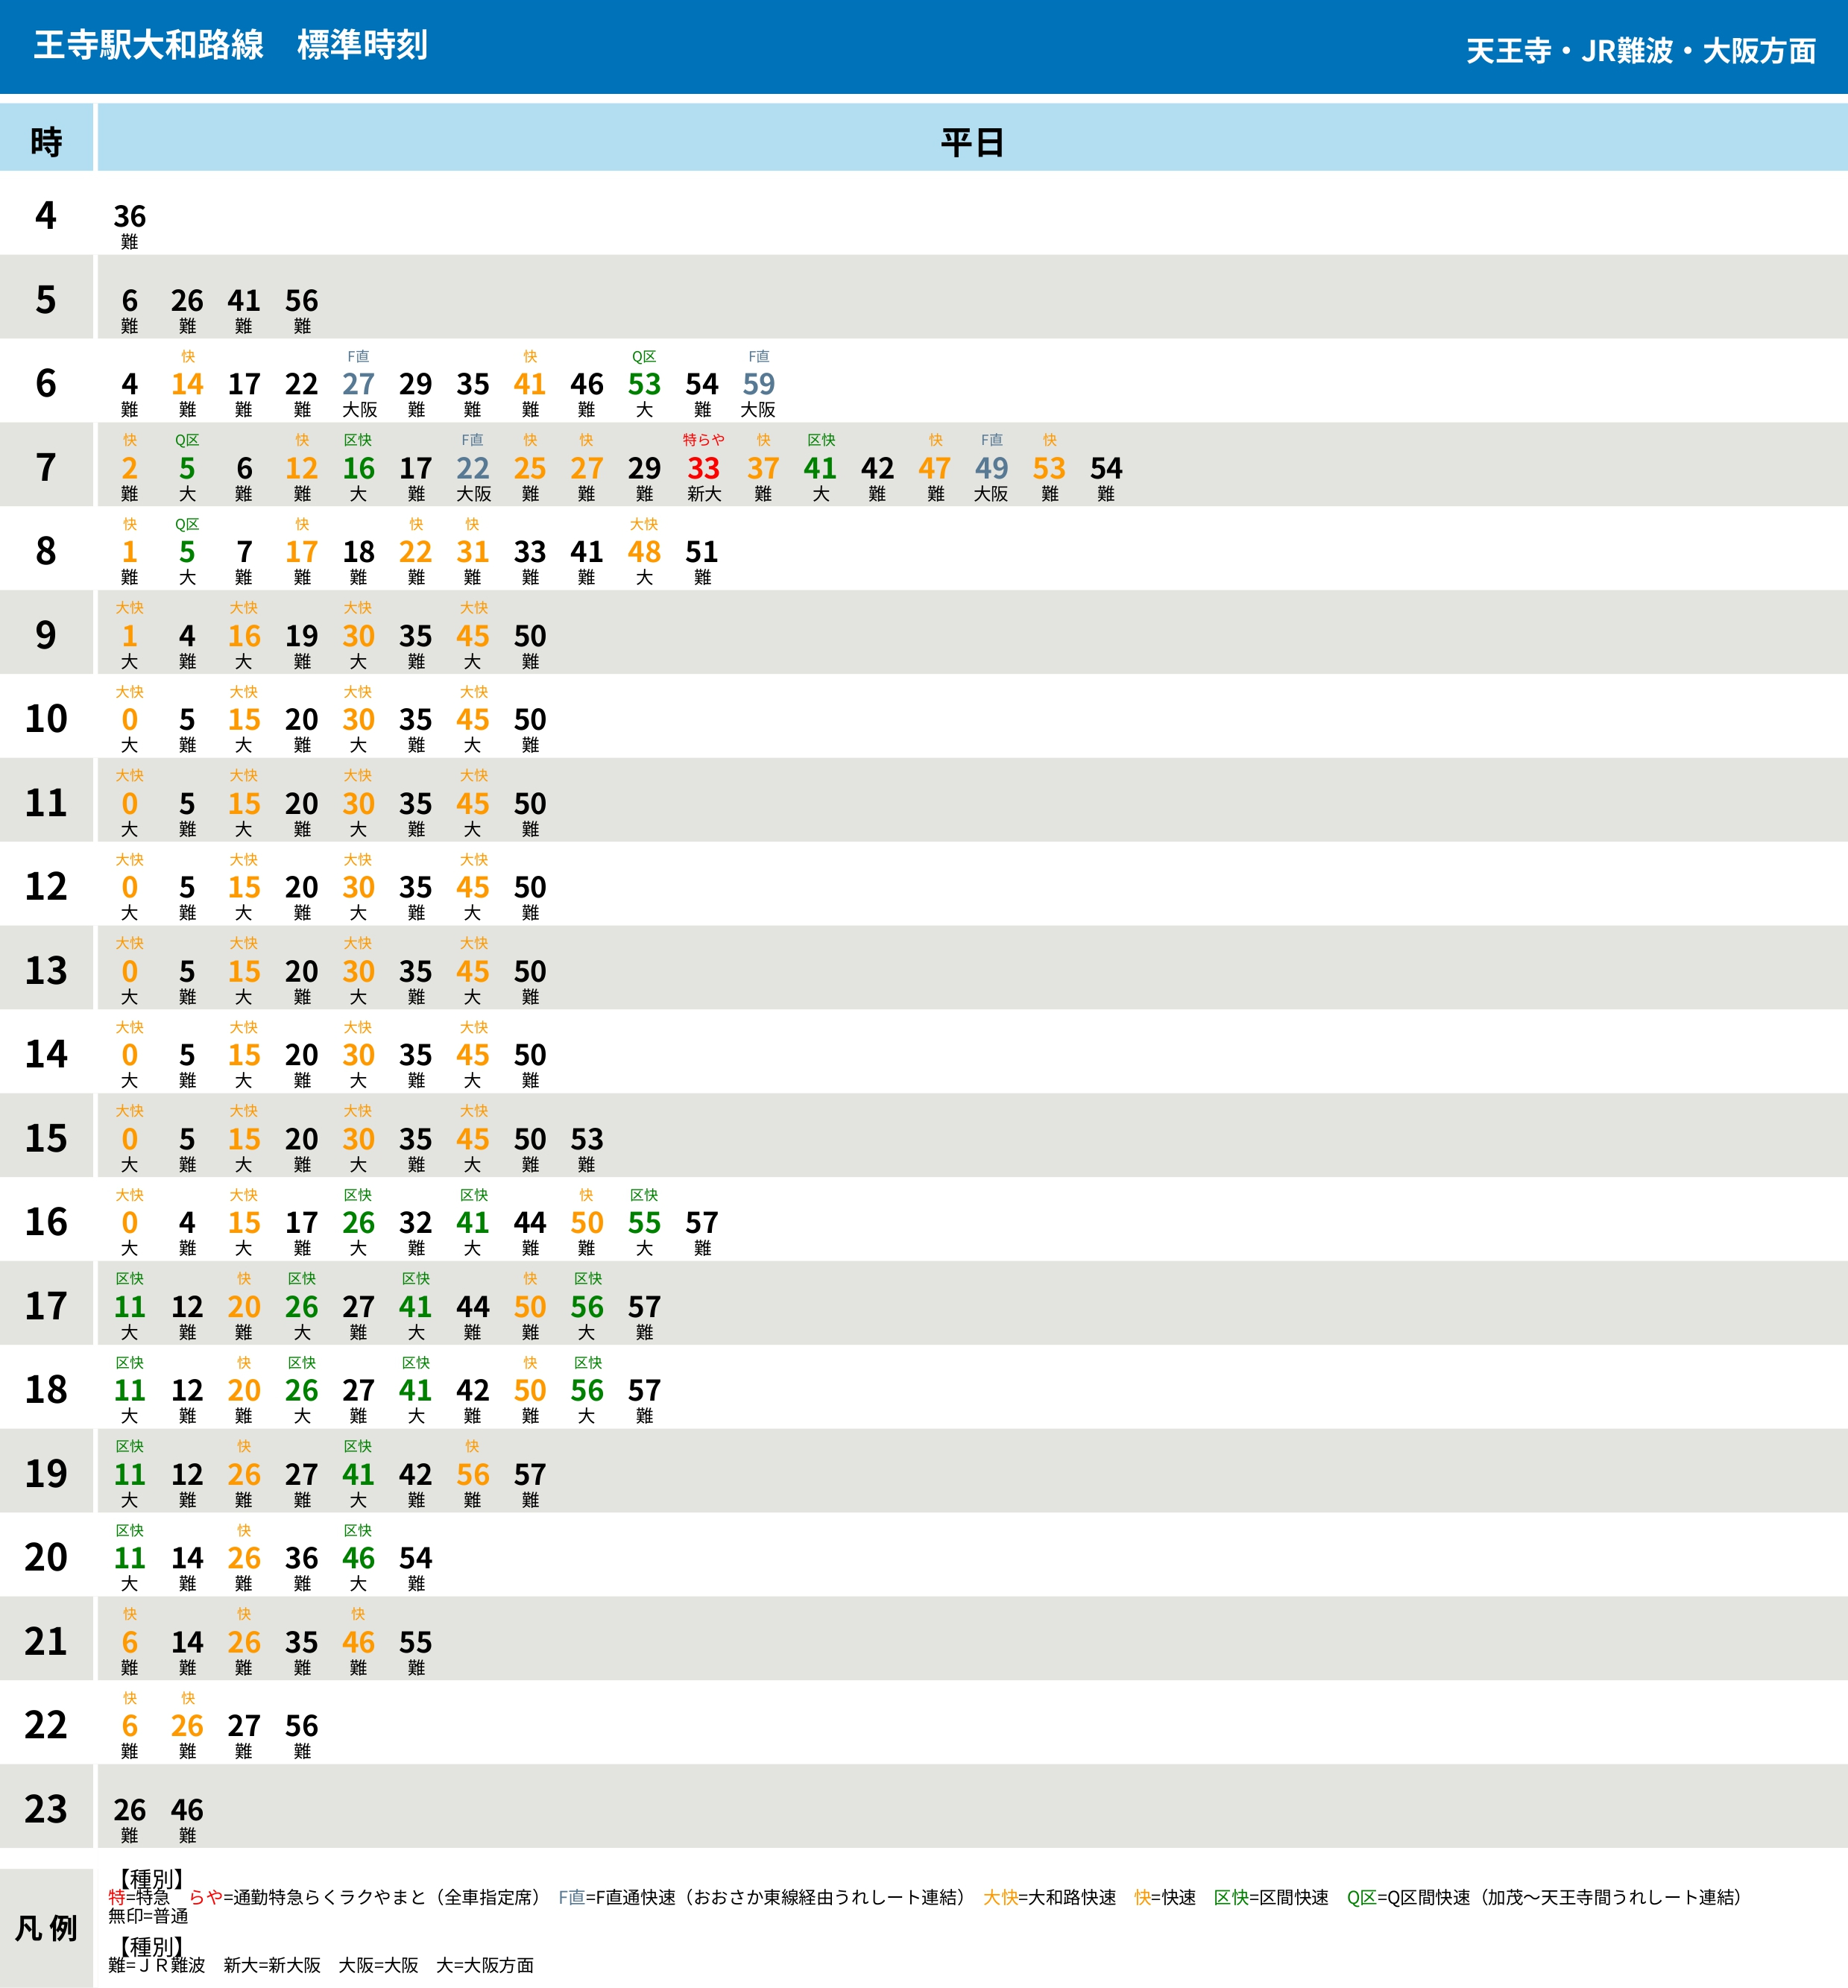 王寺駅大和路線　標準時刻
天王寺・JR難波・大阪方面
時 平日
4
36
難
5
6 26 41 56
難 難 難 難
快 F直 快 Q区 F直
6
4 14 17 22 27 29 35 41 46 53 54 59
難 難 難 難 大阪 難 難 難 難 大 難 大阪
快 Q区 快 区快 F直 快 快 特らや 快 区快 快 F直 快
7
2 5 6 12 16 17 22 25 27 29 33 37 41 42 47 49 53 54
難 大 難 難 大 難 大阪 難 難 難 新大 難 大 難 難 大阪 難 難
快 Q区 快 快 快 大快
8
1 5 7 17 18 22 31 33 41 48 51
難 大 難 難 難 難 難 難 難 大 難
大快 大快 大快 大快
9
1 4 16 19 30 35 45 50
大 難 大 難 大 難 大 難
大快 大快 大快 大快
10
0 5 15 20 30 35 45 50
大 難 大 難 大 難 大 難
大快 大快 大快 大快
11
0 5 15 20 30 35 45 50
大 難 大 難 大 難 大 難
大快 大快 大快 大快
12
0 5 15 20 30 35 45 50
大 難 大 難 大 難 大 難
大快 大快 大快 大快
13
0 5 15 20 30 35 45 50
大 難 大 難 大 難 大 難
大快 大快 大快 大快
14
0 5 15 20 30 35 45 50
大 難 大 難 大 難 大 難
大快 大快 大快 大快
15
0 5 15 20 30 35 45 50 53
大 難 大 難 大 難 大 難 難
大快 大快 区快 区快 快 区快
16
0 4 15 17 26 32 41 44 50 55 57
大 難 大 難 大 難 大 難 難 大 難
区快 快 区快 区快 快 区快
17
11 12 20 26 27 41 44 50 56 57
大 難 難 大 難 大 難 難 大 難
区快 快 区快 区快 快 区快
18
11 12 20 26 27 41 42 50 56 57
大 難 難 大 難 大 難 難 大 難
区快 快 区快 快
19
11 12 26 27 41 42 56 57
大 難 難 難 大 難 難 難
区快 快 区快
20
11 14 26 36 46 54
大 難 難 難 大 難
快 快 快
21
6 14 26 35 46 55
難 難 難 難 難 難
快 快
22
6 26 27 56
難 難 難 難
23
26 46
難 難
凡 例
【種別】
特=特急　らや=通勤特急らくラクやまと（全車指定席）　F直=F直通快速（おおさか東線経由うれしート連結）　大快=大和路快速　快=快速　区快=区間快速　Q区=Q区間快速（加茂～天王寺間うれしート連結）
無印=普通
【種別】
難=ＪＲ難波　新大=新大阪　大阪=大阪　大=大阪方面